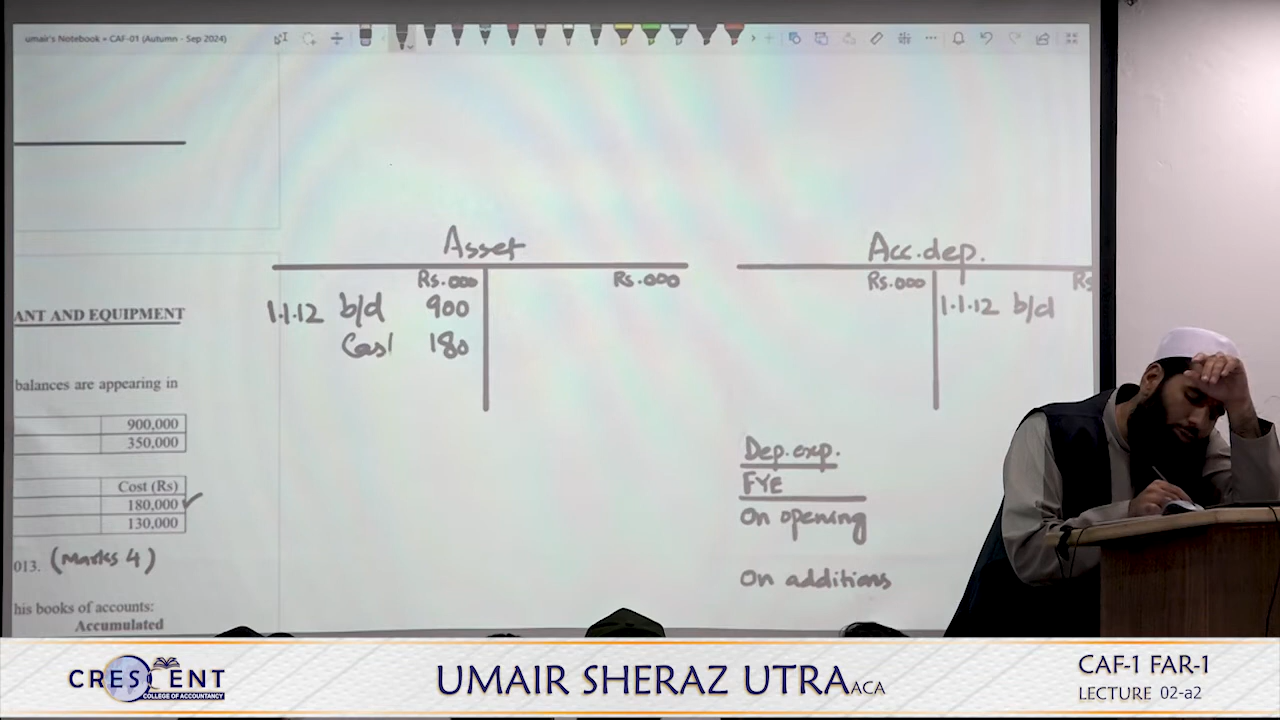 umair's Notebook - CAF-01 (Autumn - Sep 2024)
ANT AND EQUIPMENT
balances are appearing in
900,000
350,000
Cost (Rs)
180,000
130,000
013. (Marks 4)
his books of accounts:
Accumulated
Asset
Rs.000 Rs.000
1.1.12 b/d 900
Cash 180
Acc.dep.
Rs.000 Rs
1.1.12 b/d
Dep.exp.
FYE
On opening
On additions
CRESCENT
COLLEGE OF ACCOUNTANCY
UMAIR SHERAZ UTRA ACA
CAF-1 FAR-1
LECTURE 02-a2